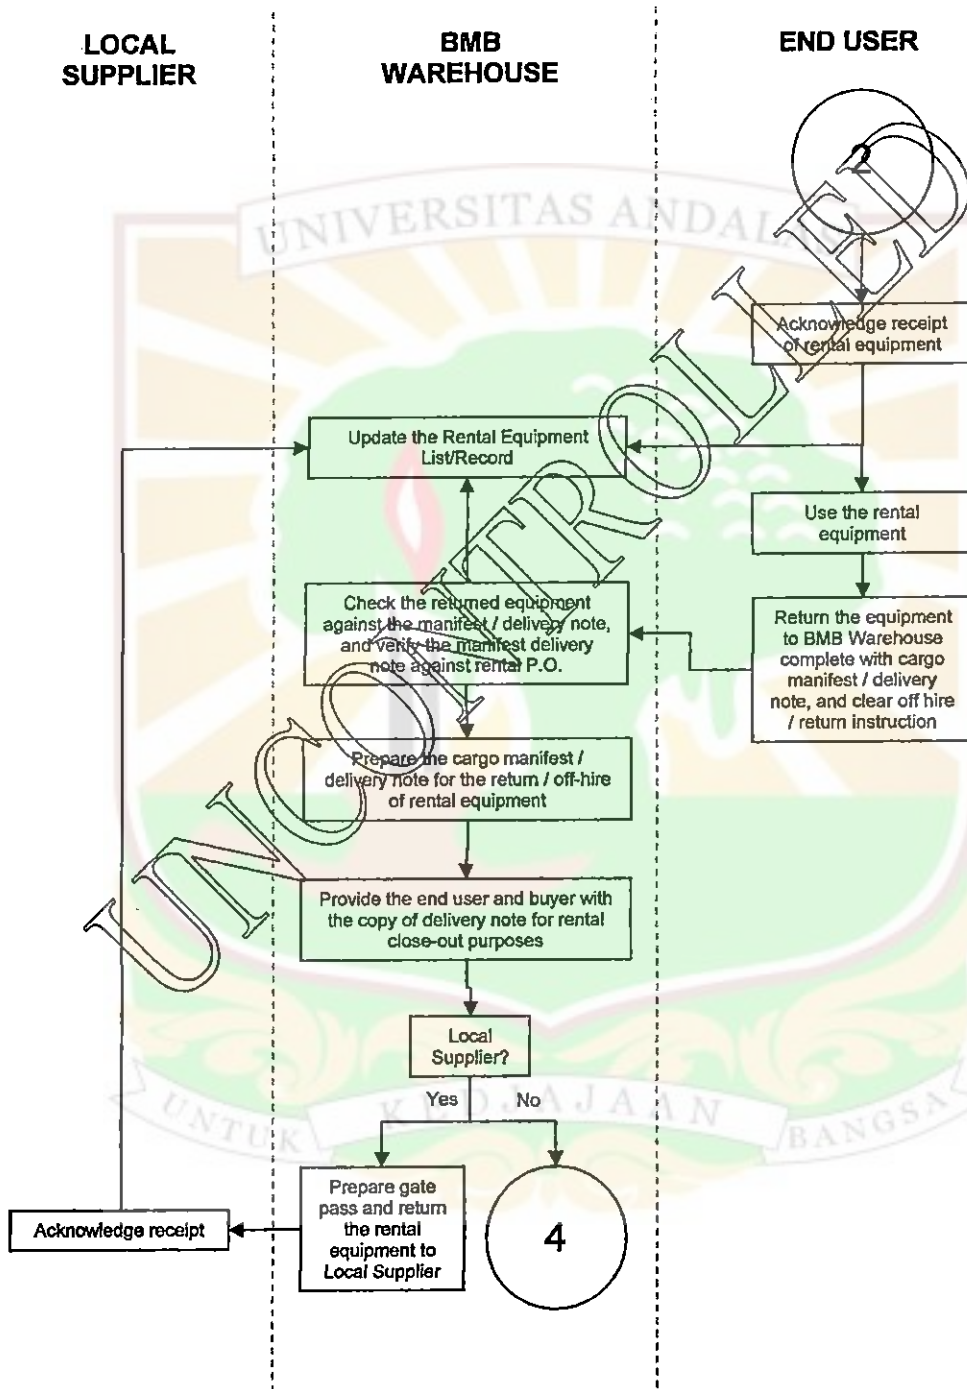 LOCAL
SUPPLIER
BMB
WAREHOUSE
END USER
2
UNIVERSITAS ANDALAS
Acknowledge receipt
of rental equipment
Update the Rental Equipment
List/Record
Use the rental
equipment
Check the returned equipment
against the manifest / delivery note,
and verify the manifest delivery
note against rental P.O.
Return the equipment
to BMB Warehouse
complete with cargo
manifest / delivery
note, and clear off hire
/ return instruction
Prepare the cargo manifest /
delivery note for the return / off-hire
of rental equipment
Provide the end user and buyer with
the copy of delivery note for rental
close-out purposes
Local
Supplier?
Yes
No
UNTUK KEDJAJAAN BANGSA
Prepare gate
pass and return
the rental
equipment to
Local Supplier
Acknowledge receipt
4
UNCONTROLLED